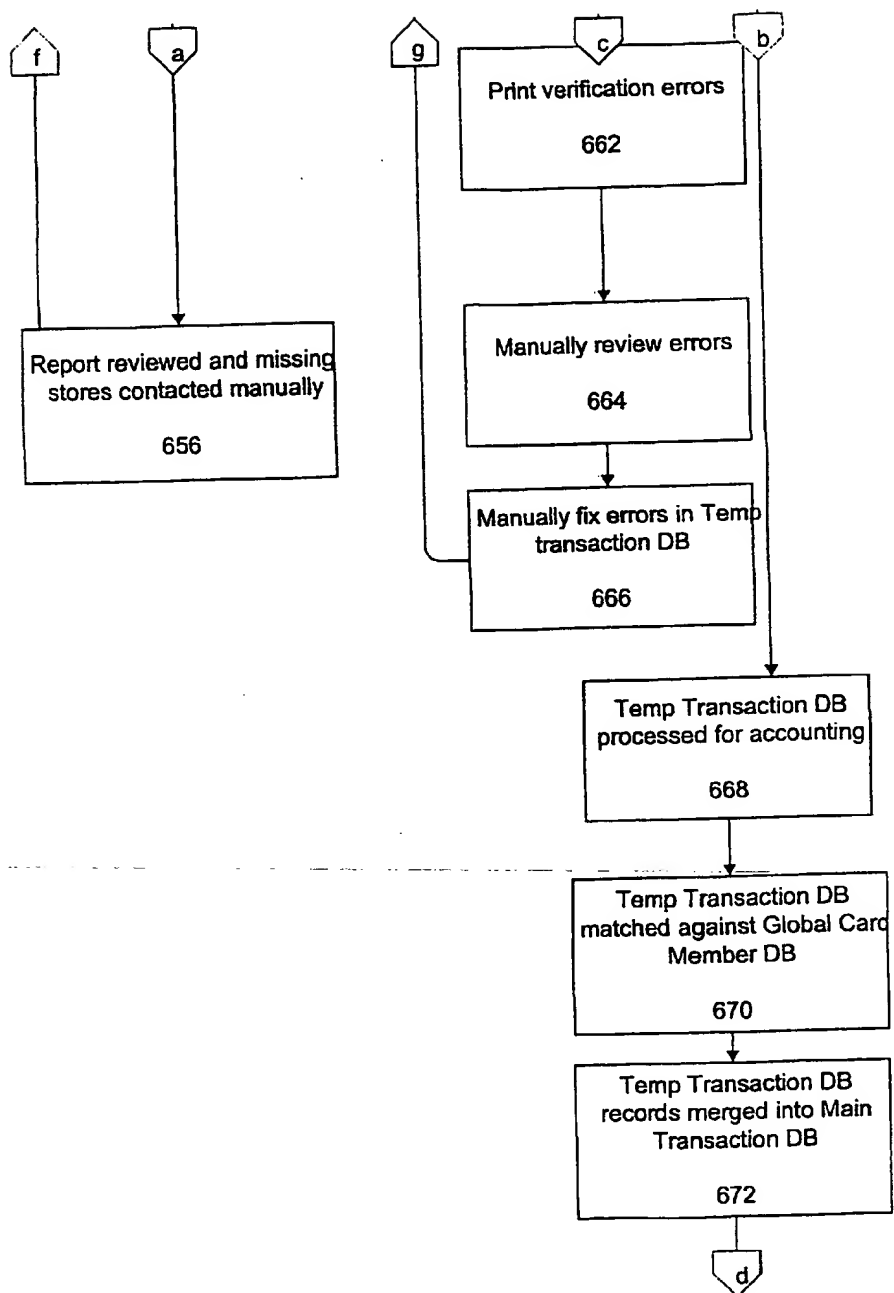 f
a
g
c
b
Print verification errors
662
Manually review errors
664
Report reviewed and missing
stores contacted manually
656
Manually fix errors in Temp
transaction DB
666
Temp Transaction DB
processed for accounting
668
Temp Transaction DB
matched against Global Card
Member DB
670
Temp Transaction DB
records merged into Main
Transaction DB
672
d